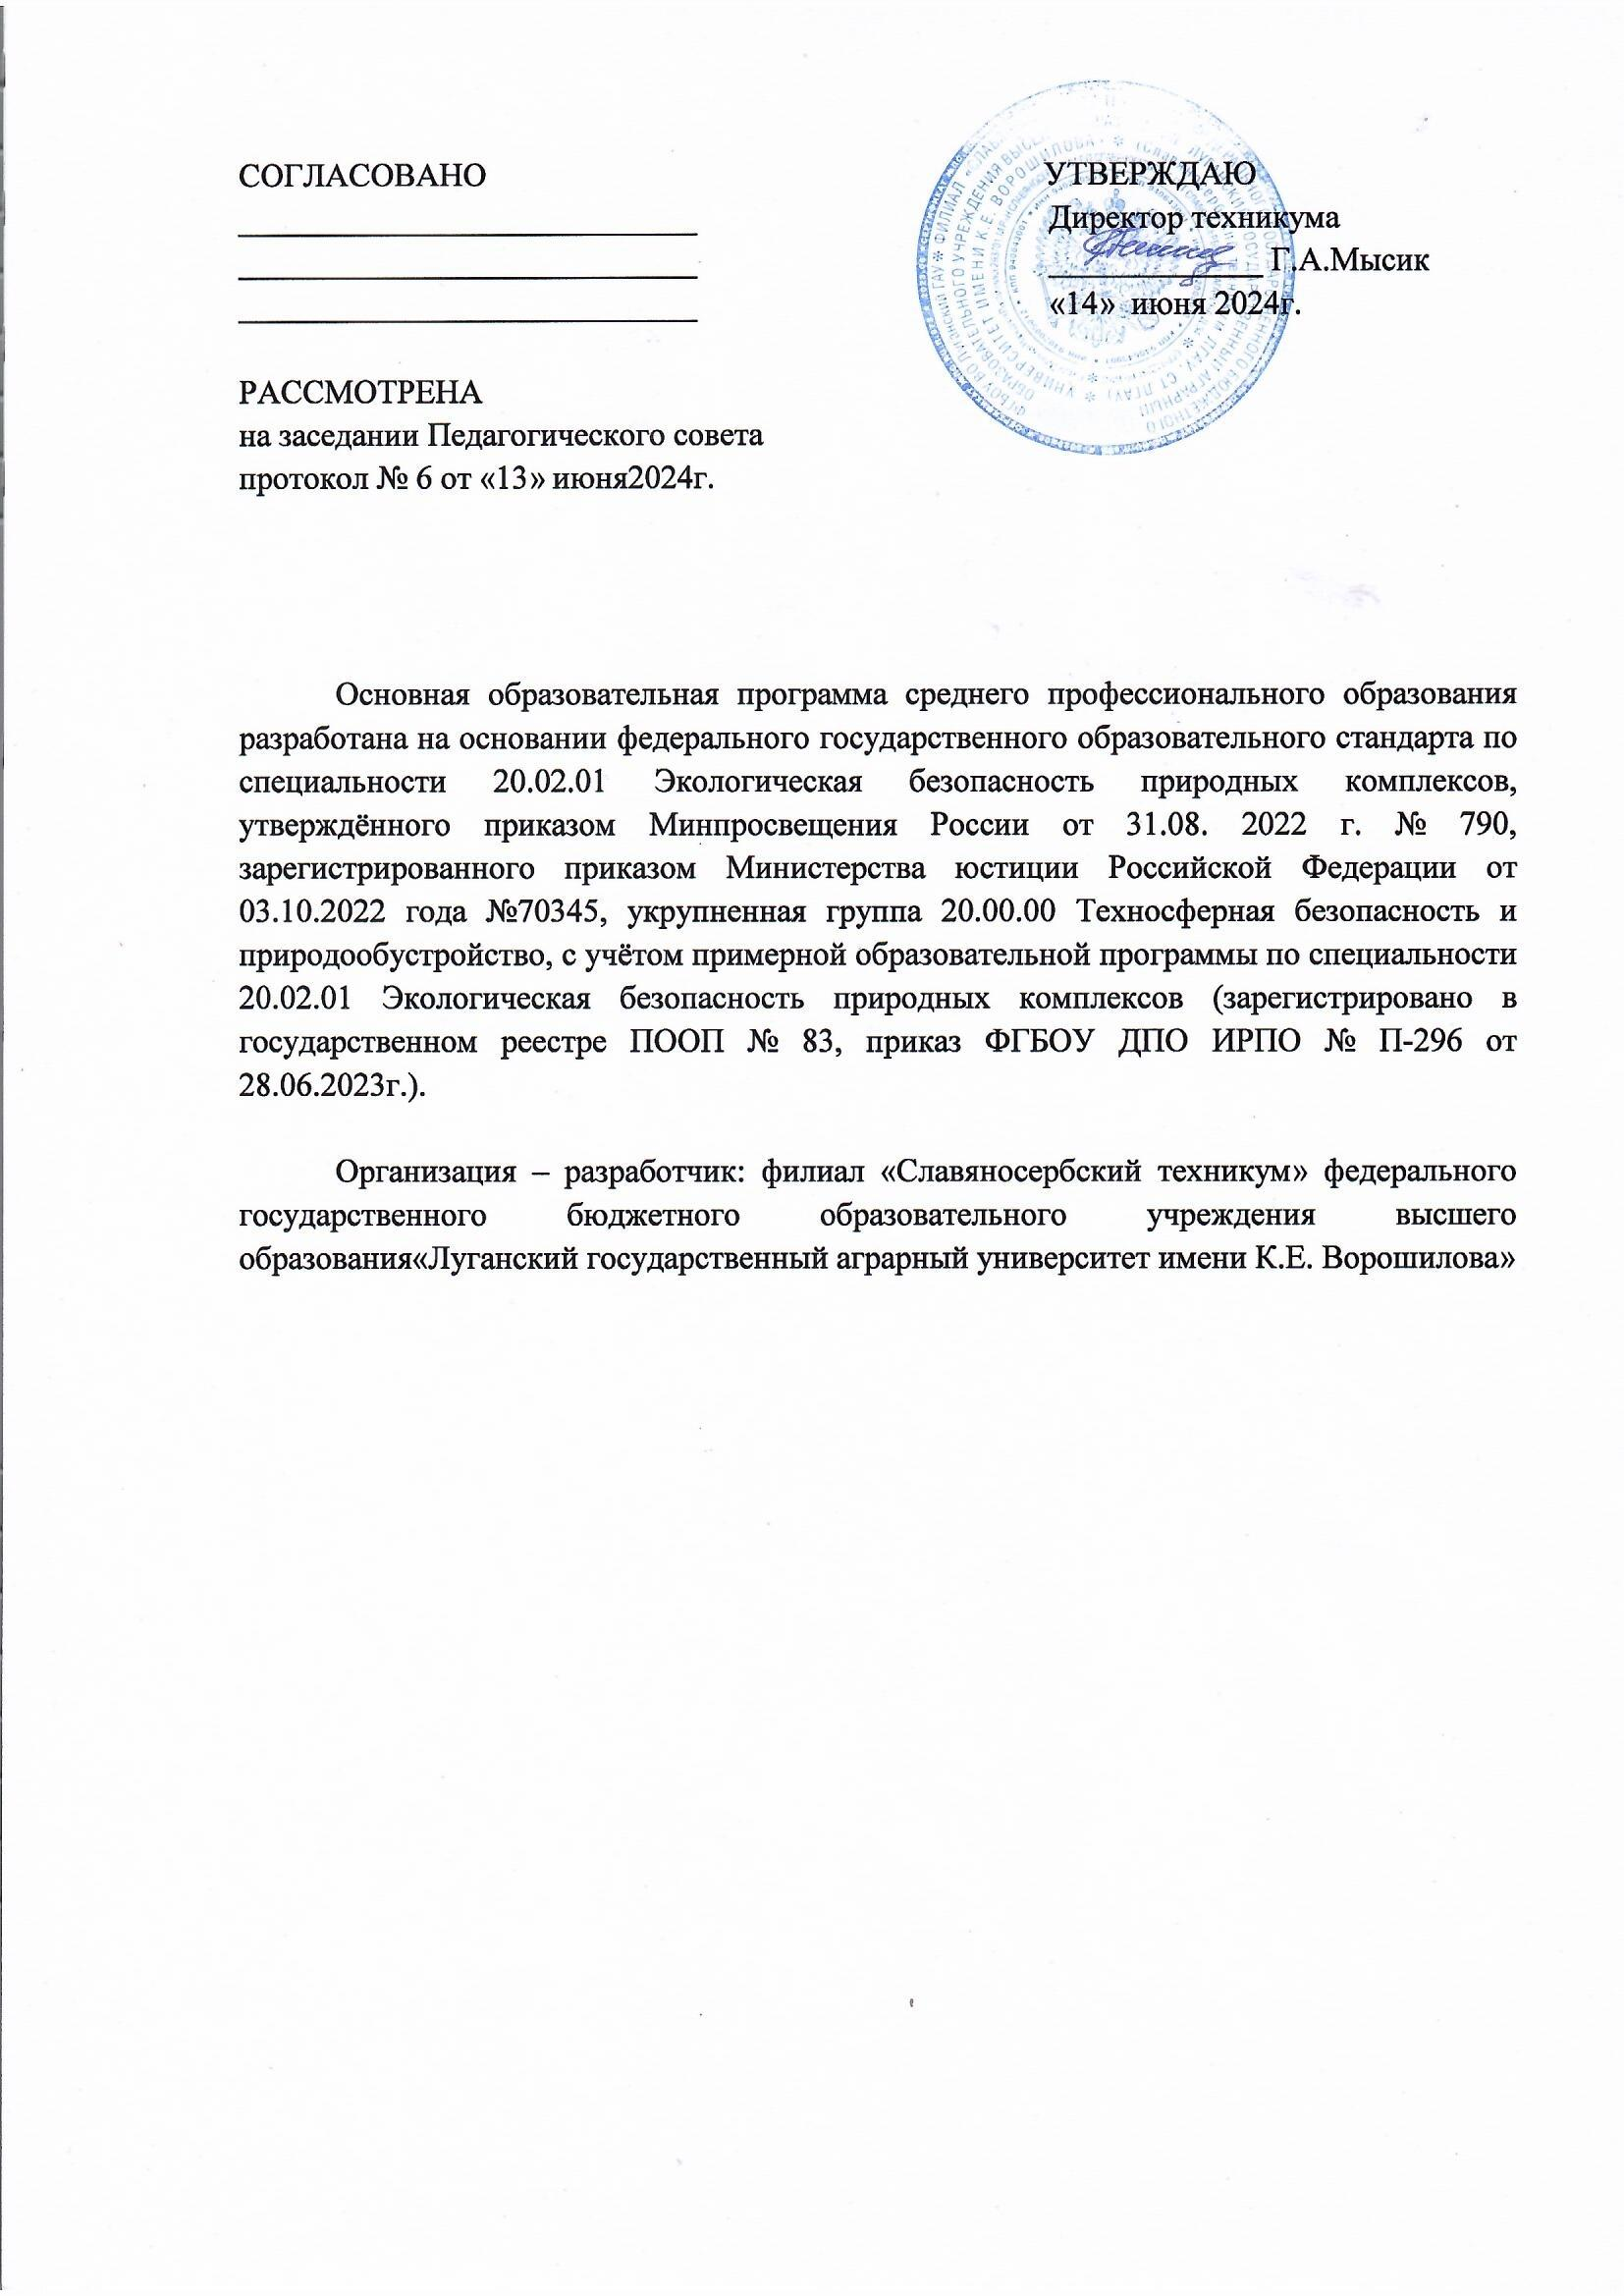 СОГЛАСОВАНО
РАССМОТРЕНА
на заседании Педагогического совета
протокол № 6 от «13» июня2024г.
УТВЕРЖДАЮ
Директор техникума
Г.А.Мысик
«14» июня 2024г.
Основная образовательная программа среднего профессионального образования
разработана на основании федерального государственного образовательного стандарта по
специальности 20.02.01 Экологическая безопасность природных комплексов,
утверждённого приказом Минпросвещения России от 31.08. 2022 г. № 790,
зарегистрированного приказом Министерства юстиции Российской Федерации от
03.10.2022 года №70345, укрупненная группа 20.00.00 Техносферная безопасность и
природообустройство, с учётом примерной образовательной программы по специальности
20.02.01 Экологическая безопасность природных комплексов (зарегистрировано в
государственном реестре ПООП № 83, приказ ФГБОУ ДПО ИРПО № П-296 от
28.06.2023г.).
Организация – разработчик: филиал «Славяносербский техникум» федерального
государственного бюджетного образовательного учреждения высшего
образования«Луганский государственный аграрный университет имени К.Е. Ворошилова»